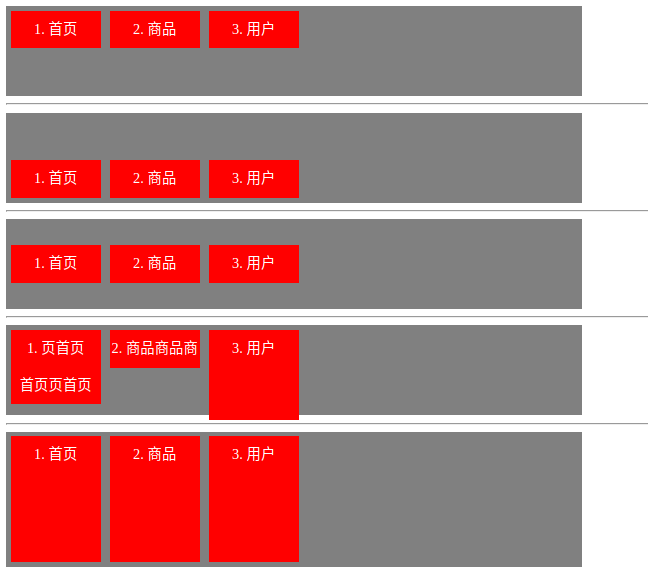 1. 首页 2. 商品 3. 用户
1. 首页 2. 商品 3. 用户
1. 首页 2. 商品 3. 用户
1. 页首页 2. 商品商品商 3. 用户
首页页首页
1. 首页 2. 商品 3. 用户